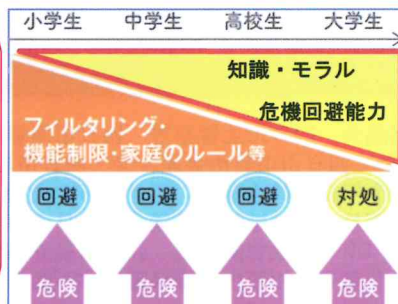 小学生 中学生 高校生 大学生
知識・モラル
危機回避能力
フィルタリング・
機能制限・家庭のルール等
回避 回避 回避 対処
危険 危険 危険 危険